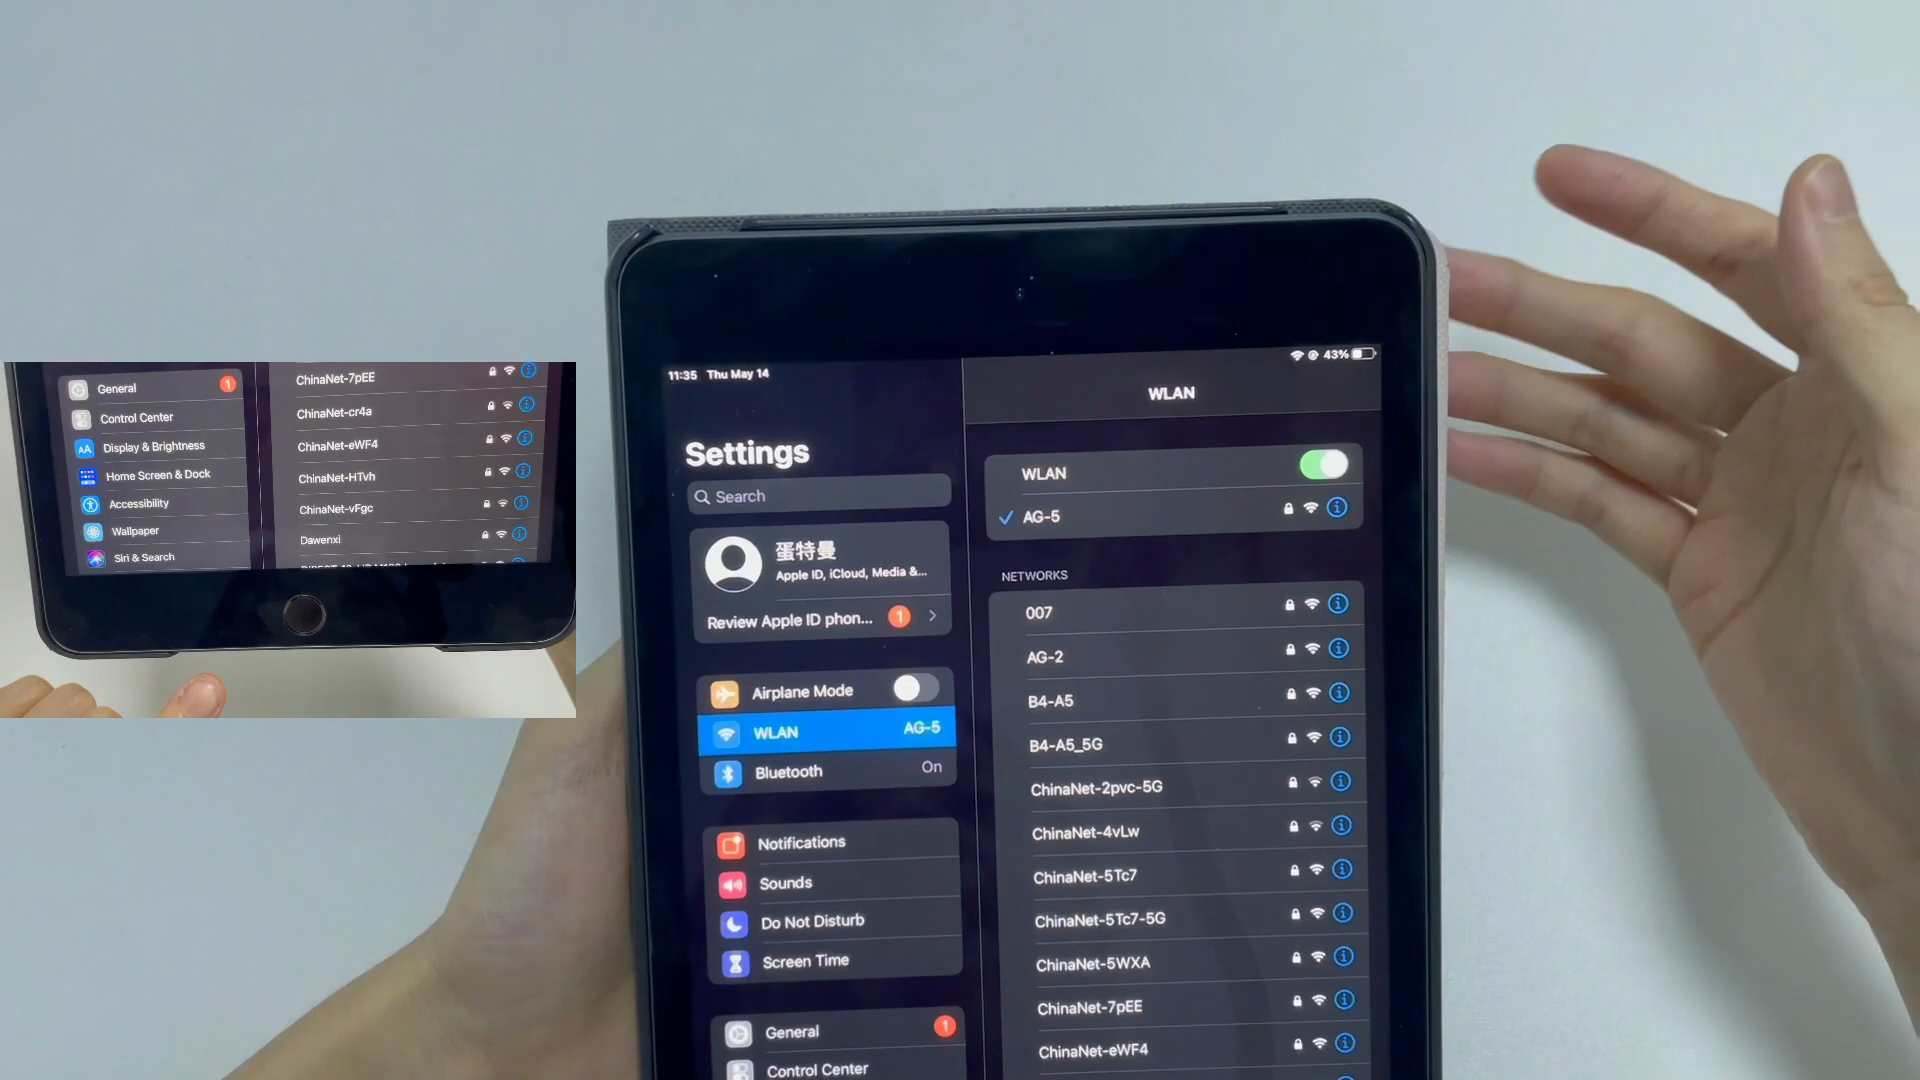 General 1
Control Center
Display & Brightness
Home Screen & Dock
Accessibility
Wallpaper
Siri & Search
ChinaNet-7pEE
ChinaNet-cr4a
ChinaNet-eWF4
ChinaNet-HTvh
ChinaNet-vFgc
Dawenxi
11:35 Thu May 14
43%
Settings
Search
蛋特曼
Apple ID, iCloud, Media &...
Review Apple ID phon... 1
Airplane Mode
WLAN AG-5
Bluetooth On
Notifications
Sounds
Do Not Disturb
Screen Time
General 1
Control Center
WLAN
WLAN
AG-5
NETWORKS
007
AG-2
B4-A5
B4-A5_5G
ChinaNet-2pvc-5G
ChinaNet-4vLw
ChinaNet-5Tc7
ChinaNet-5Tc7-5G
ChinaNet-5WXA
ChinaNet-7pEE
ChinaNet-eWF4